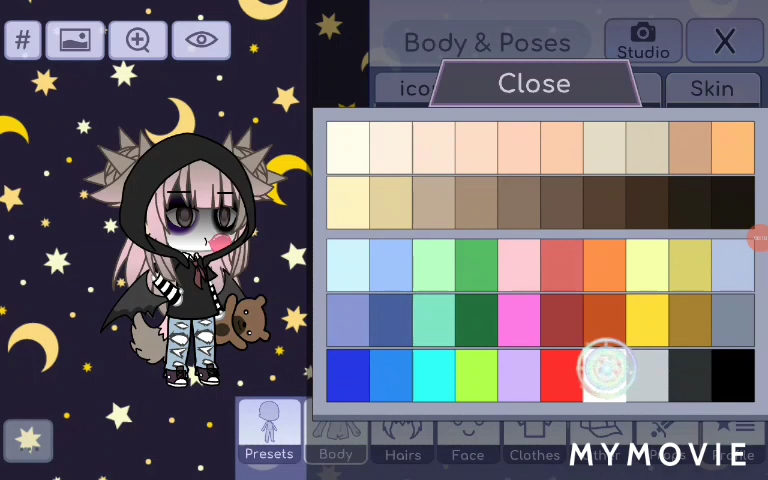 #
Body & Poses
Studio
X
Close
Skin
Presets
Body
Hairs
Face
Clothes
MYMOVIE